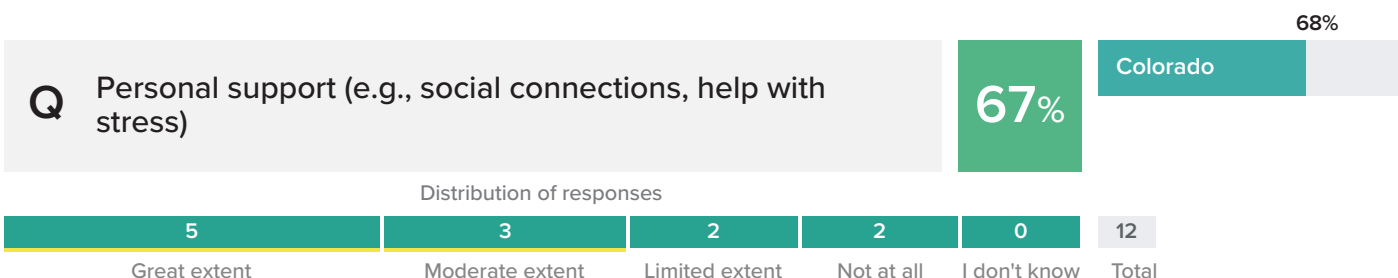 68%
Q
Personal support (e.g., social connections, help with
stress)
67%
Colorado
Distribution of responses
5 3 2 2 0 12
Great extent Moderate extent Limited extent Not at all I don't know Total